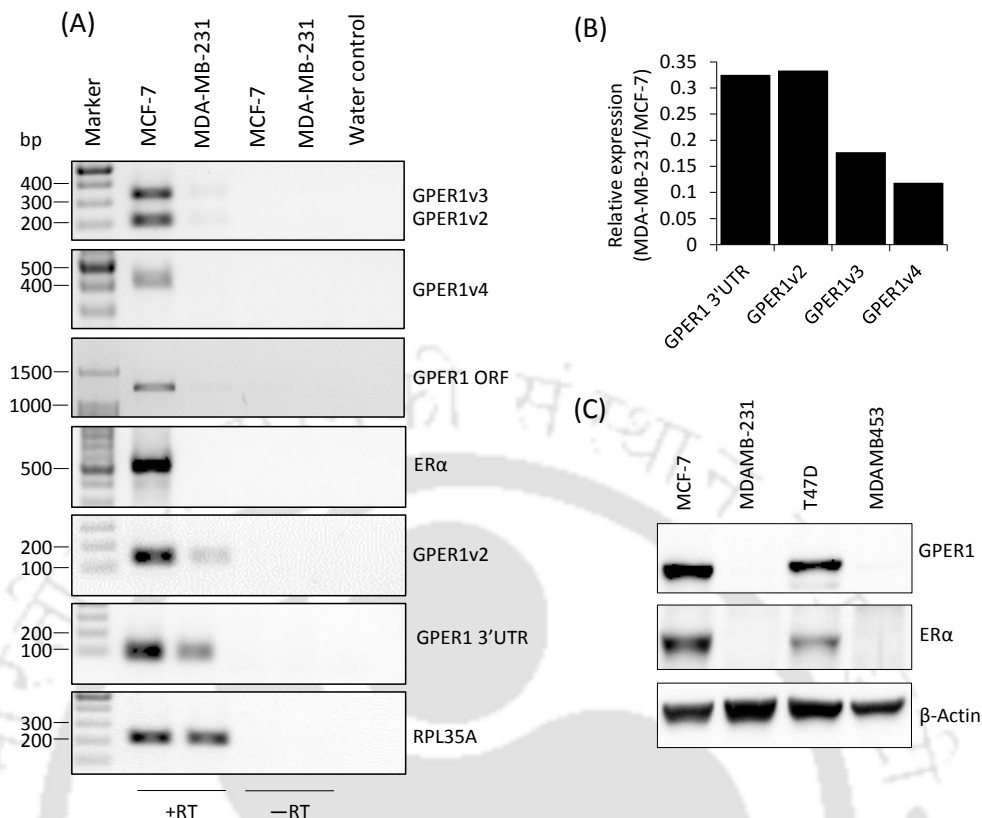 (A)
bp
Marker
MCF-7
MDA-MB-231
MCF-7
MDA-MB-231
Water control
400
300
200
GPER1v3
GPER1v2
500
400
GPER1v4
1500
1000
GPER1 ORF
500
ERα
200
100
GPER1v2
200
100
GPER1 3’UTR
300
200
RPL35A
+RT
—RT
(B)
Relative expression
(MDA-MB-231/MCF-7)
0.35
0.3
0.25
0.2
0.15
0.1
0.05
0
GPER1 3'UTR
GPER1v2
GPER1v3
GPER1v4
(C)
MCF-7
MDAMB-231
T47D
MDAMB453
GPER1
ERα
β-Actin